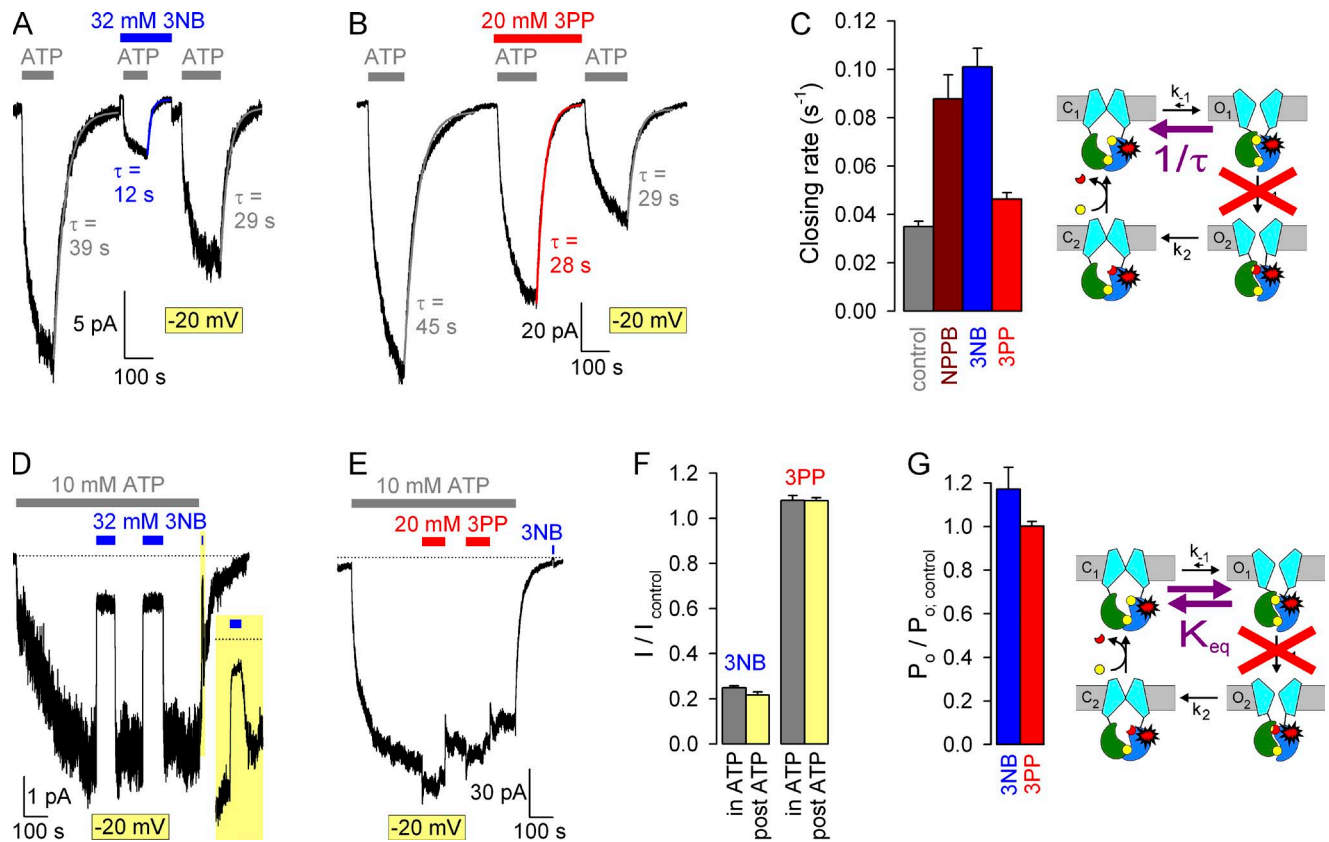 A
32 mM 3NB
ATP
ATP
ATP
τ =
39 s
τ =
12 s
τ =
29 s
5 pA
100 s
-20 mV
B
20 mM 3PP
ATP
ATP
ATP
τ =
45 s
τ =
28 s
τ =
29 s
20 pA
100 s
-20 mV
C
Closing rate (s-1)
0.12
0.10
0.08
0.06
0.04
0.02
0.00
control
NPPB
3NB
3PP
C1
k-1
O1
1/τ
C2
k2
O2
D
10 mM ATP
32 mM 3NB
1 pA
100 s
-20 mV
E
10 mM ATP
20 mM 3PP
3NB
30 pA
100 s
-20 mV
F
I / Icontrol
1.2
1.0
0.8
0.6
0.4
0.2
0.0
3NB
3PP
in ATP
post ATP
in ATP
post ATP
G
Po / Po; control
1.2
1.0
0.8
0.6
0.4
0.2
0.0
3NB
3PP
C1
k-1
O1
Keq
C2
k2
O2